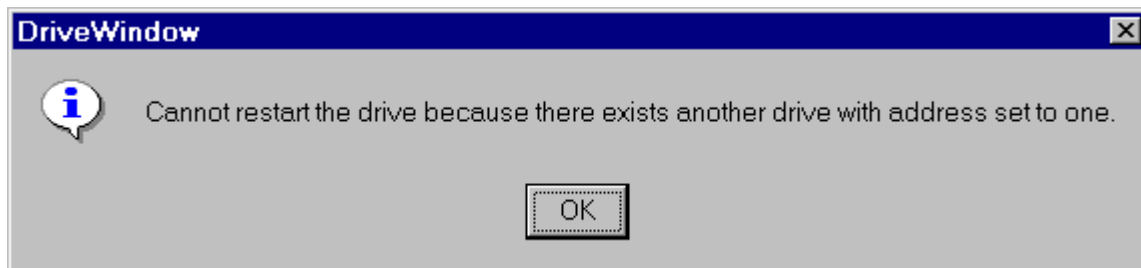 DriveWindow
Cannot restart the drive because there exists another drive with address set to one.
OK